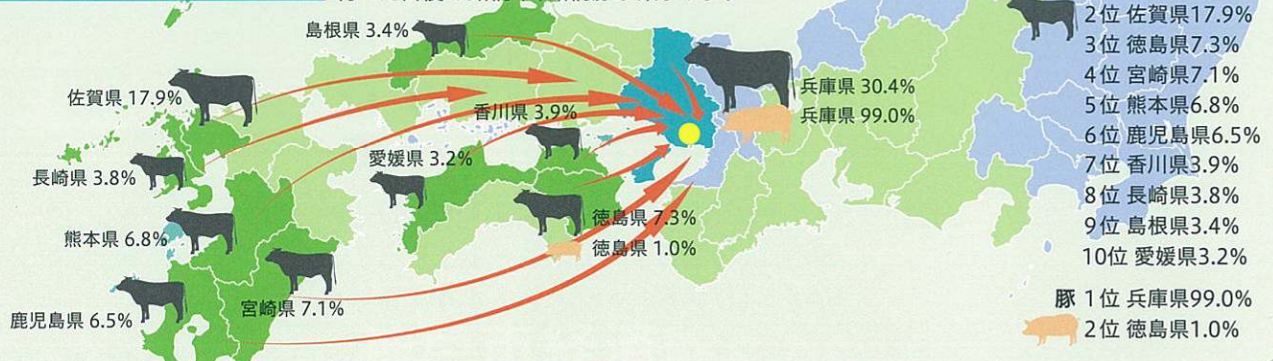 島根県 3.4%
佐賀県 17.9%
香川県 3.9%
兵庫県 30.4%
兵庫県 99.0%
愛媛県 3.2%
長崎県 3.8%
徳島県 7.3%
熊本県 6.8%
徳島県 1.0%
宮崎県 7.1%
鹿児島県 6.5%
2位 佐賀県17.9%
3位 徳島県7.3%
4位 宮崎県7.1%
5位 熊本県6.8%
6位 鹿児島県6.5%
7位 香川県3.9%
8位 長崎県3.8%
9位 島根県3.4%
10位 愛媛県3.2%
豚 1位 兵庫県99.0%
2位 徳島県1.0%